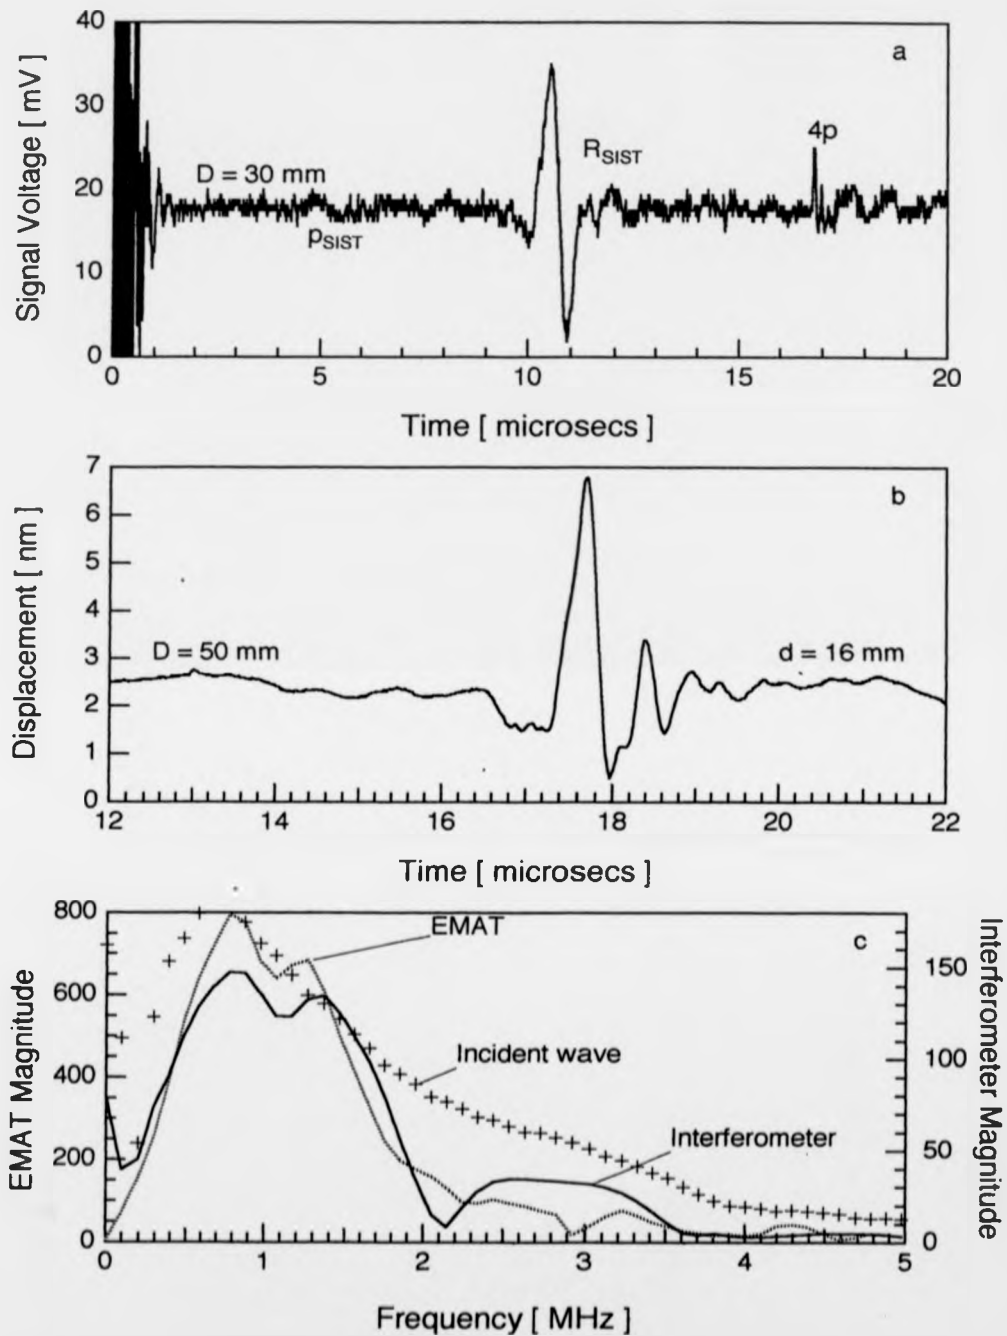 40
30
20
10
0
Signal Voltage [ mV ]
a
D = 30 mm
pSIST
RSIST
4p
0 5 10 15 20
Time [ microsecs ]
7
6
5
4
3
2
1
0
Displacement [ nm ]
b
D = 50 mm
d = 16 mm
12 14 16 18 20 22
Time [ microsecs ]
800
600
400
200
0
EMAT Magnitude
c
EMAT
Incident wave
Interferometer
150
100
50
0
Interferometer Magnitude
0 1 2 3 4 5
Frequency [ MHz ]